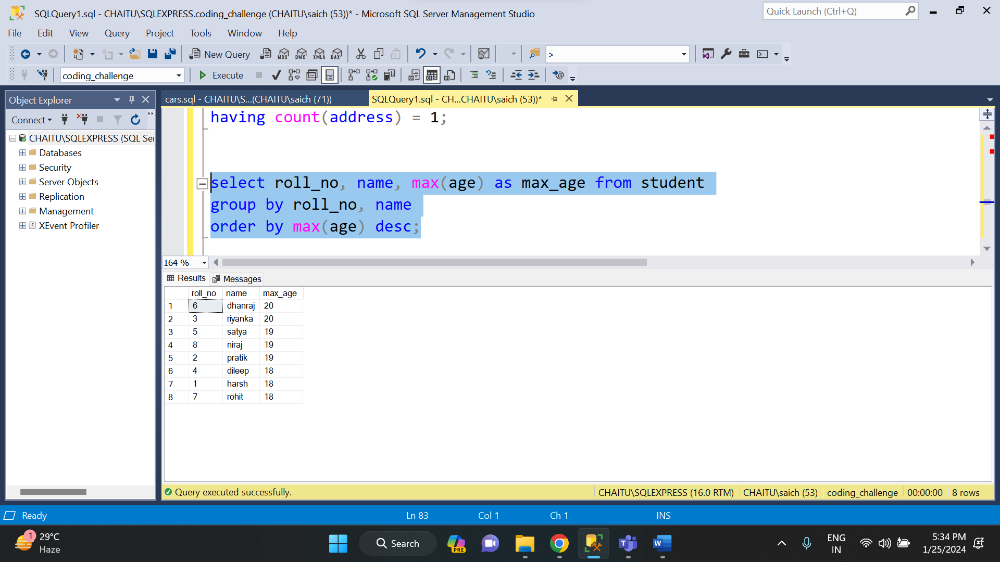 SQLQuery1.sql - CHAITU\SQLEXPRESS.coding_challenge (CHAITU\saich (53))* - Microsoft SQL Server Management Studio
Quick Launch (Ctrl+Q)
File Edit View Query Project Tools Window Help
New Query MDX DMX XMLA DAX >
coding_challenge Execute
Object Explorer
cars.sql - CHAITU\S...(CHAITU\saich (71))
SQLQuery1.sql - CH...CHAITU\saich (53))*
Connect
CHAITU\SQLEXPRESS (SQL Ser
Databases
Security
Server Objects
Replication
Management
XEvent Profiler
having count(address) = 1;
select roll_no, name, max(age) as max_age from student
group by roll_no, name
order by max(age) desc;
164 %
Results Messages
roll_no name max_age
1 6 dhanraj 20
2 3 riyanka 20
3 5 satya 19
4 8 niraj 19
5 2 pratik 19
6 4 dileep 18
7 1 harsh 18
8 7 rohit 18
Query executed successfully. CHAITU\SQLEXPRESS (16.0 RTM) CHAITU\saich (53) coding_challenge 00:00:00 8 rows
Ready Ln 83 Col 1 Ch 1 INS
1 29°C
Haze
Search
PRE
ENG
IN
5:34 PM
1/25/2024